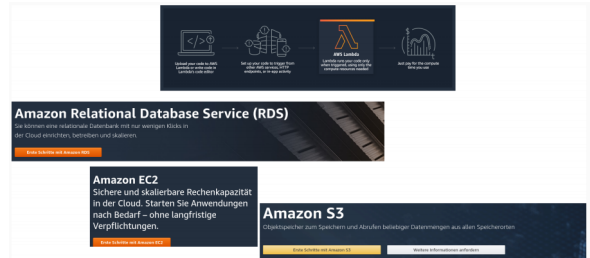 </>
AWS Lambda
Upload your code to AWS
Lambda or write code in
Lambda's code editor
Set up your code to trigger from
other AWS services, HTTP
endpoints, or in-app activity
Lambda runs your code only
when triggered, using only the
compute resources needed
Just pay for the compute
time you use
Amazon Relational Database Service (RDS)
Sie können eine relationale Datenbank mit nur wenigen Klicks in
der Cloud einrichten, betreiben und skalieren.
Erste Schritte mit Amazon RDS
Amazon EC2
Sichere und skalierbare Rechenkapazität
in der Cloud. Starten Sie Anwendungen
nach Bedarf – ohne langfristige
Verpflichtungen.
Erste Schritte mit Amazon EC2
Amazon S3
Objektspeicher zum Speichern und Abrufen beliebiger Datenmengen aus allen Speicherorten
Erste Schritte mit Amazon S3
Weitere Informationen anfordern